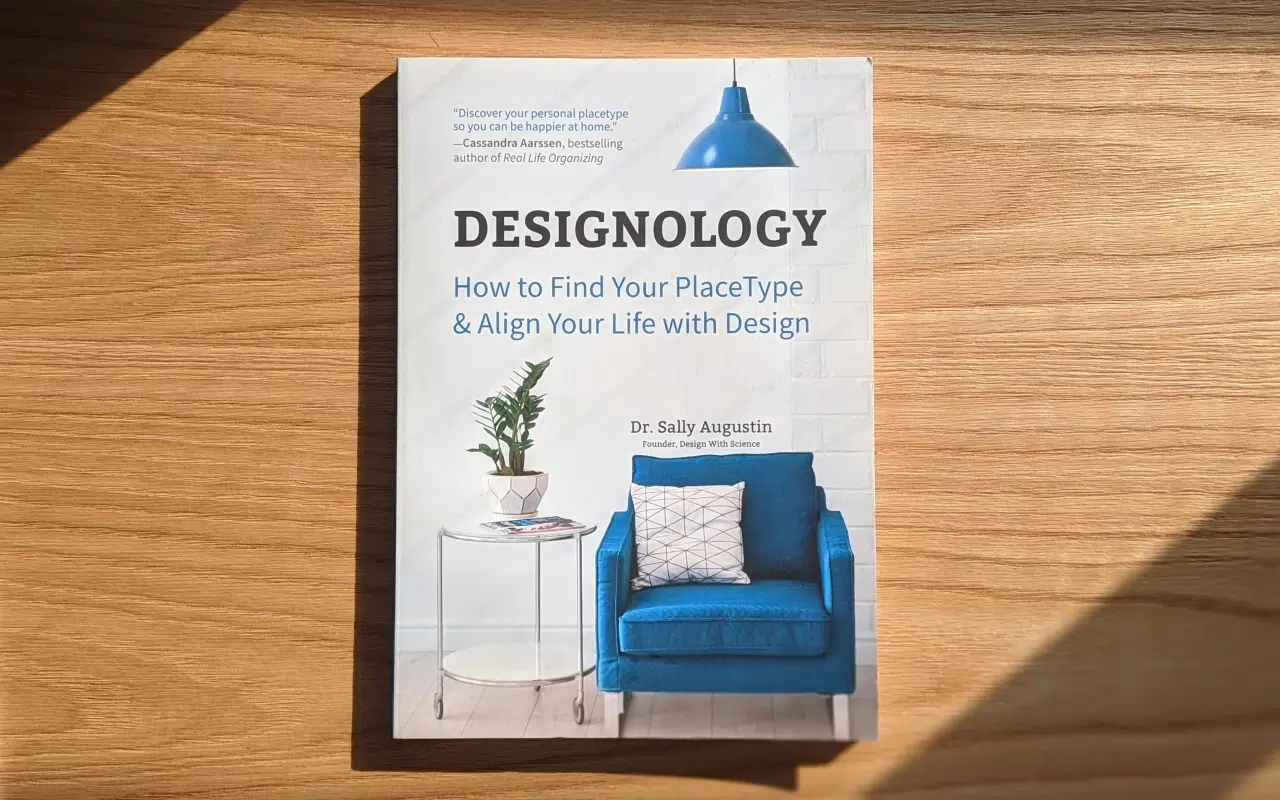 “Discover your personal placetype
so you can be happier at home.”
—Cassandra Aarssen, bestselling
author of Real Life Organizing
DESIGNOLOGY
How to Find Your PlaceType
& Align Your Life with Design
Dr. Sally Augustin
Founder, Design With Science